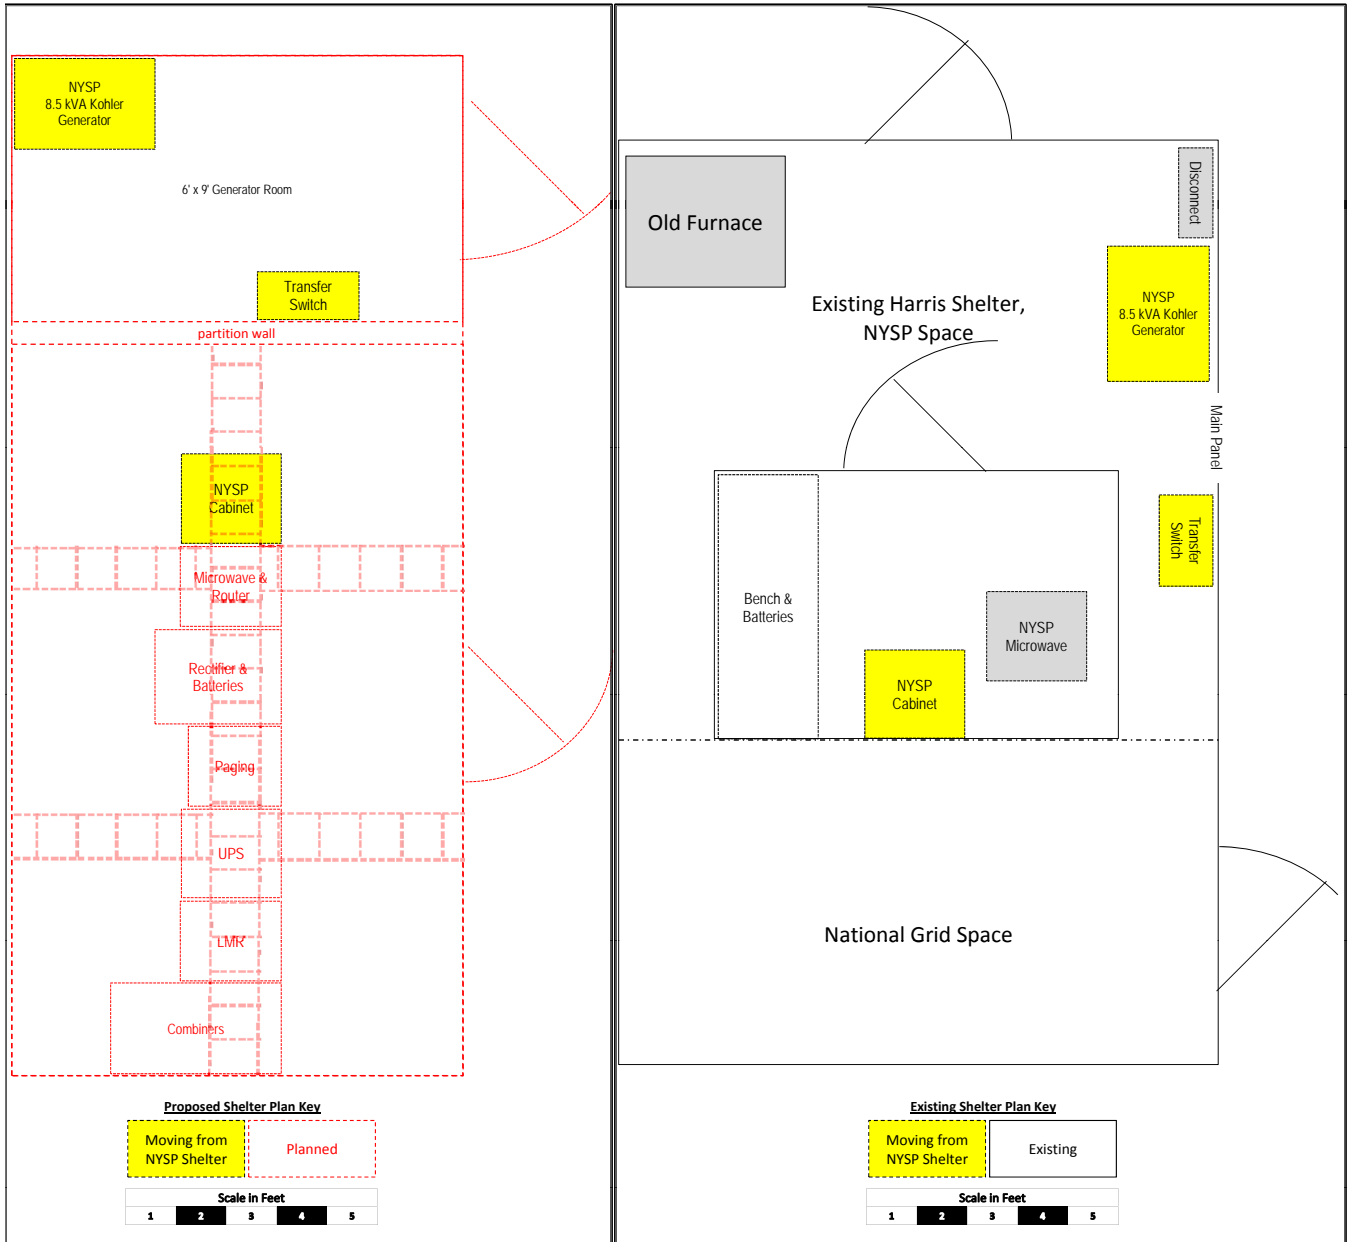 NYSP
8.5 kVA Kohler
Generator
6' x 9' Generator Room
Transfer
Switch
partition wall
NYSP
Cabinet
Microwave &
Router
Rectifier &
Batteries
Paging
UPS
LMR
Combiners
Proposed Shelter Plan Key
Moving from
NYSP Shelter
Planned
Scale in Feet
1 2 3 4 5
Old Furnace
Disconnect
Existing Harris Shelter,
NYSP Space
NYSP
8.5 kVA Kohler
Generator
Main Panel
Transfer
Switch
Bench &
Batteries
NYSP
Microwave
NYSP
Cabinet
National Grid Space
Existing Shelter Plan Key
Moving from
NYSP Shelter
Existing
Scale in Feet
1 2 3 4 5